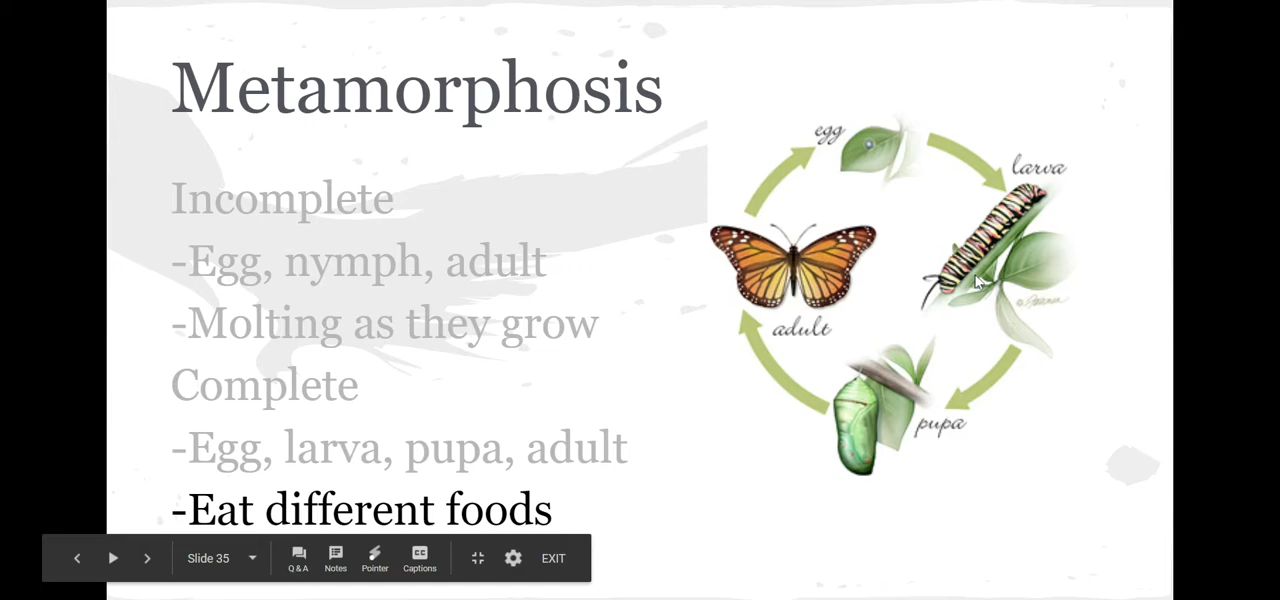 Metamorphosis
Incomplete
-Egg, nymph, adult
-Molting as they grow
Complete
-Egg, larva, pupa, adult
-Eat different foods
egg
larva
adult
pupa
Slide 35
Q & A
Notes
Pointer
CC
Captions
EXIT